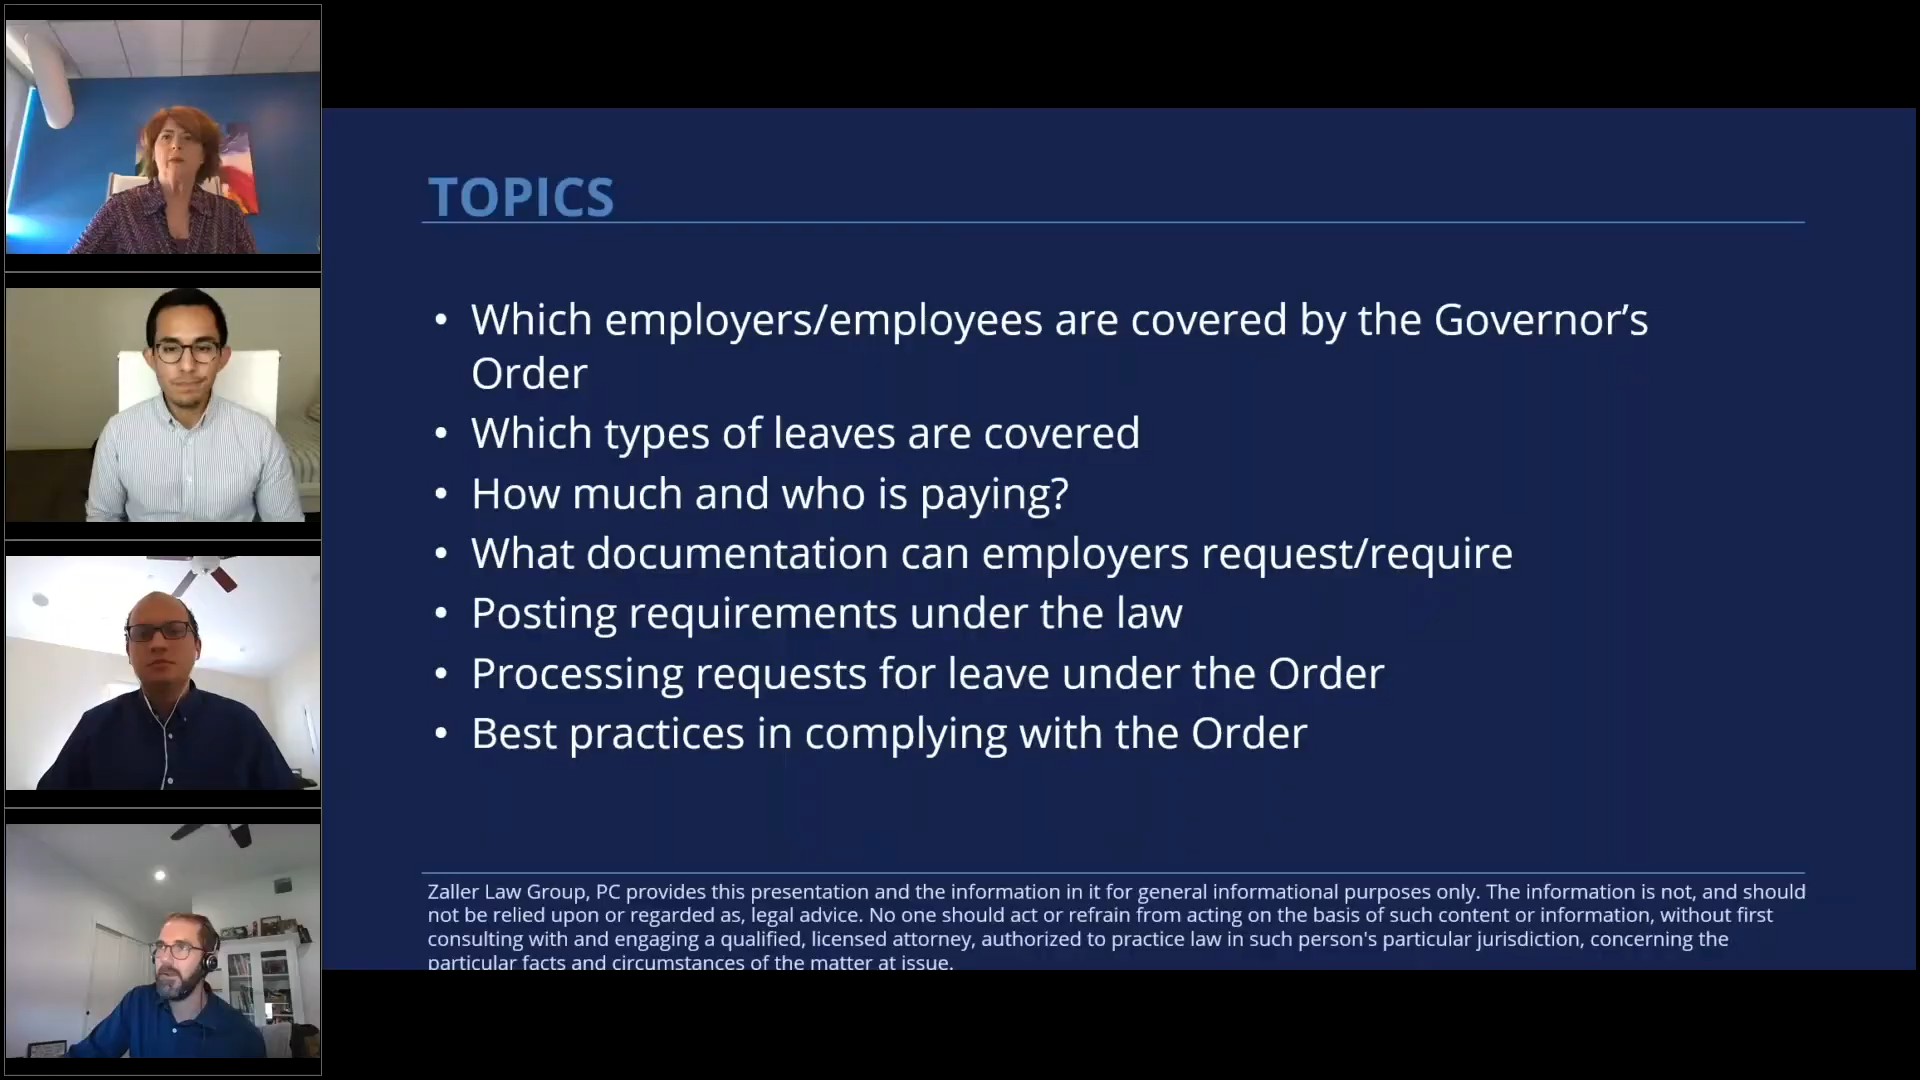 TOPICS
• Which employers/employees are covered by the Governor’s
Order
• Which types of leaves are covered
• How much and who is paying?
• What documentation can employers request/require
• Posting requirements under the law
• Processing requests for leave under the Order
• Best practices in complying with the Order
Zaller Law Group, PC provides this presentation and the information in it for general informational purposes only. The information is not, and should
not be relied upon or regarded as, legal advice. No one should act or refrain from acting on the basis of such content or information, without first
consulting with and engaging a qualified, licensed attorney, authorized to practice law in such person's particular jurisdiction, concerning the
particular facts and circumstances of the matter at issue.